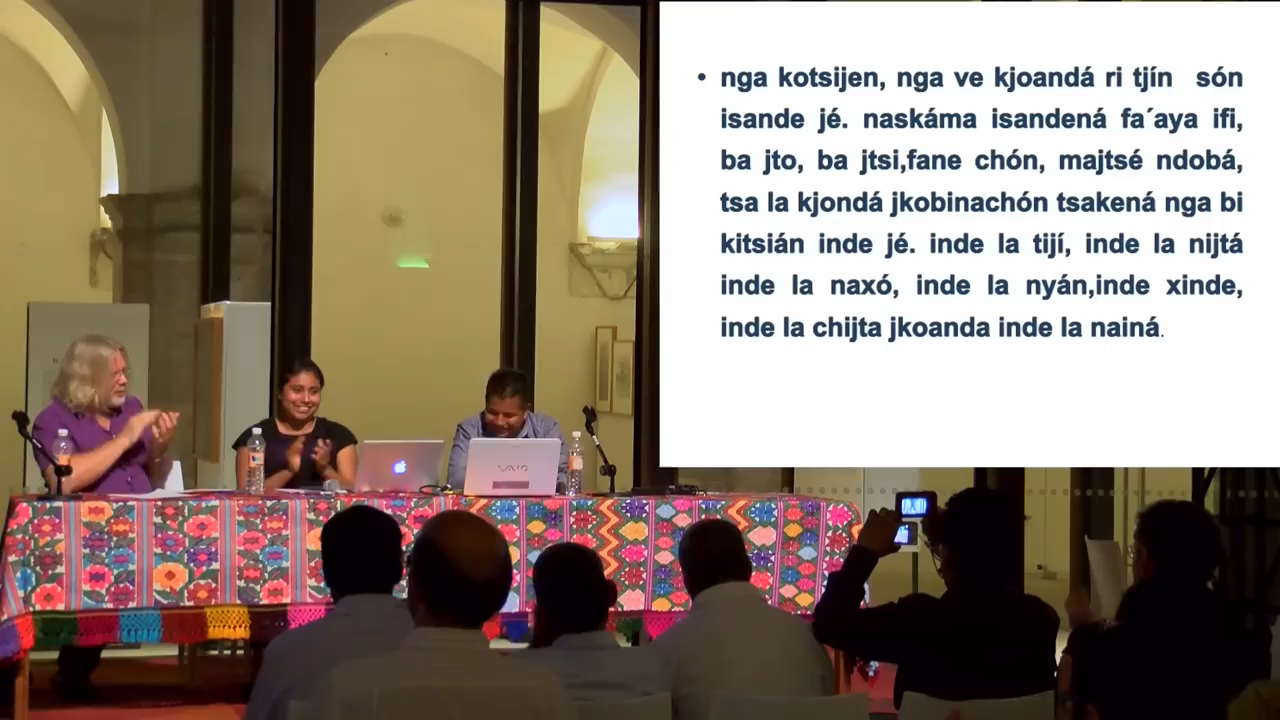 • nga kotsijen, nga ve kjoandá ri tjín són
isande jé. naskáma isandená fa´aya ifi,
ba jto, ba jtsi,fane chón, majtsé ndobá,
tsa la kjondá jkobinachón tsakená nga bi
kitsián inde jé. inde la tijí, inde la nijtá
inde la naxó, inde la nyán,inde xinde,
inde la chijta jkoanda inde la nainá.
VAIO